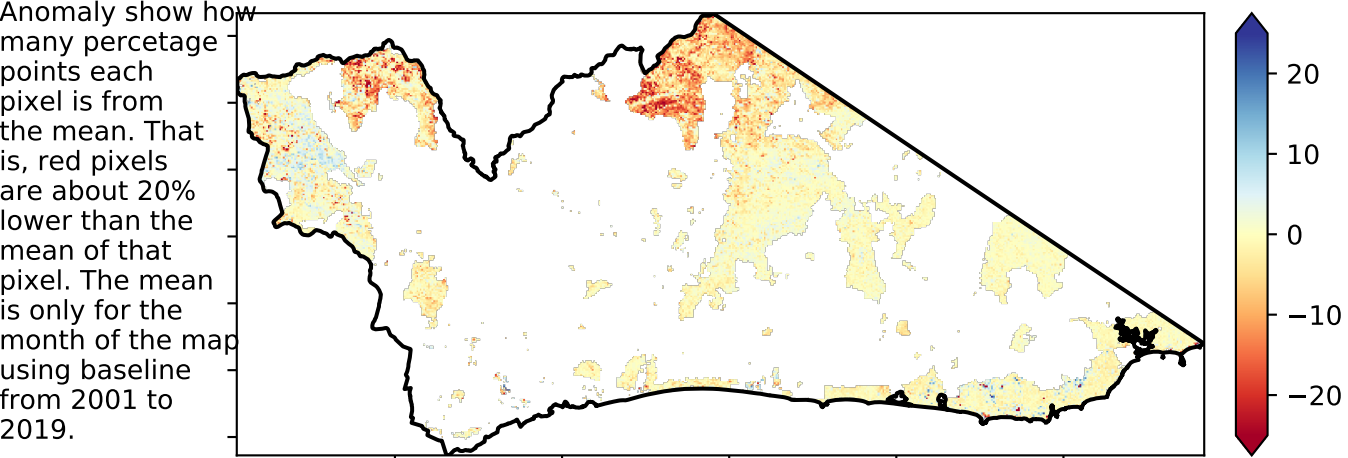 Anomaly show how
many percetage
points each
pixel is from
the mean. That
is, red pixels
are about 20%
lower than the
mean of that
pixel. The mean
is only for the
month of the map
using baseline
from 2001 to
2019.
20
10
0
−10
−20